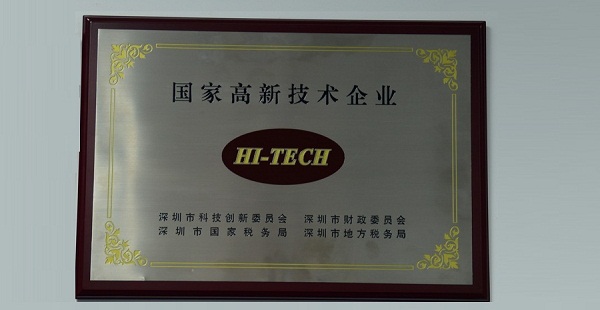 国家高新技术企业
HI-TECH
深圳市科技创新委员会 深圳市财政委员会
深圳市国家税务局 深圳市地方税务局